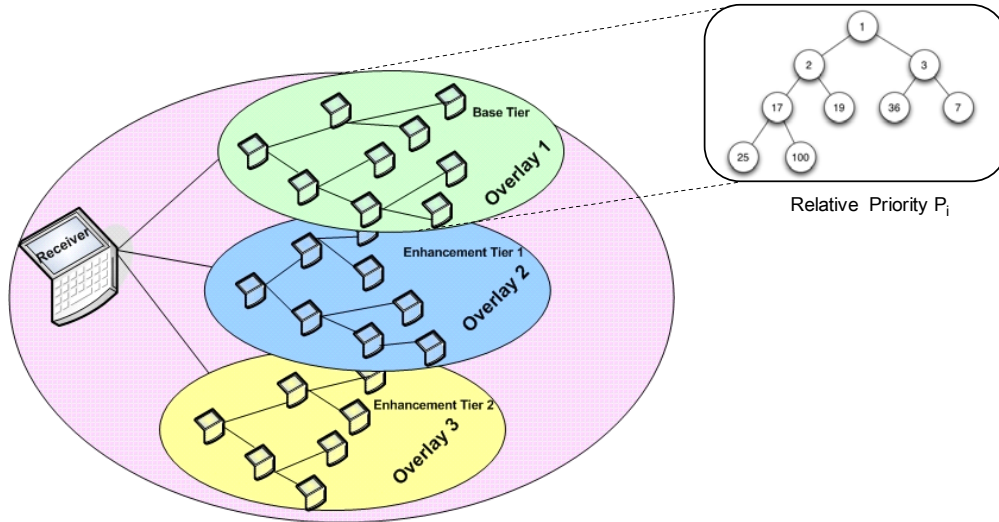 1
2
3
17
19
36
7
25
100
Relative Priority Pi
Base Tier
Overlay 1
Receiver
Enhancement Tier 1
Overlay 2
Enhancement Tier 2
Overlay 3